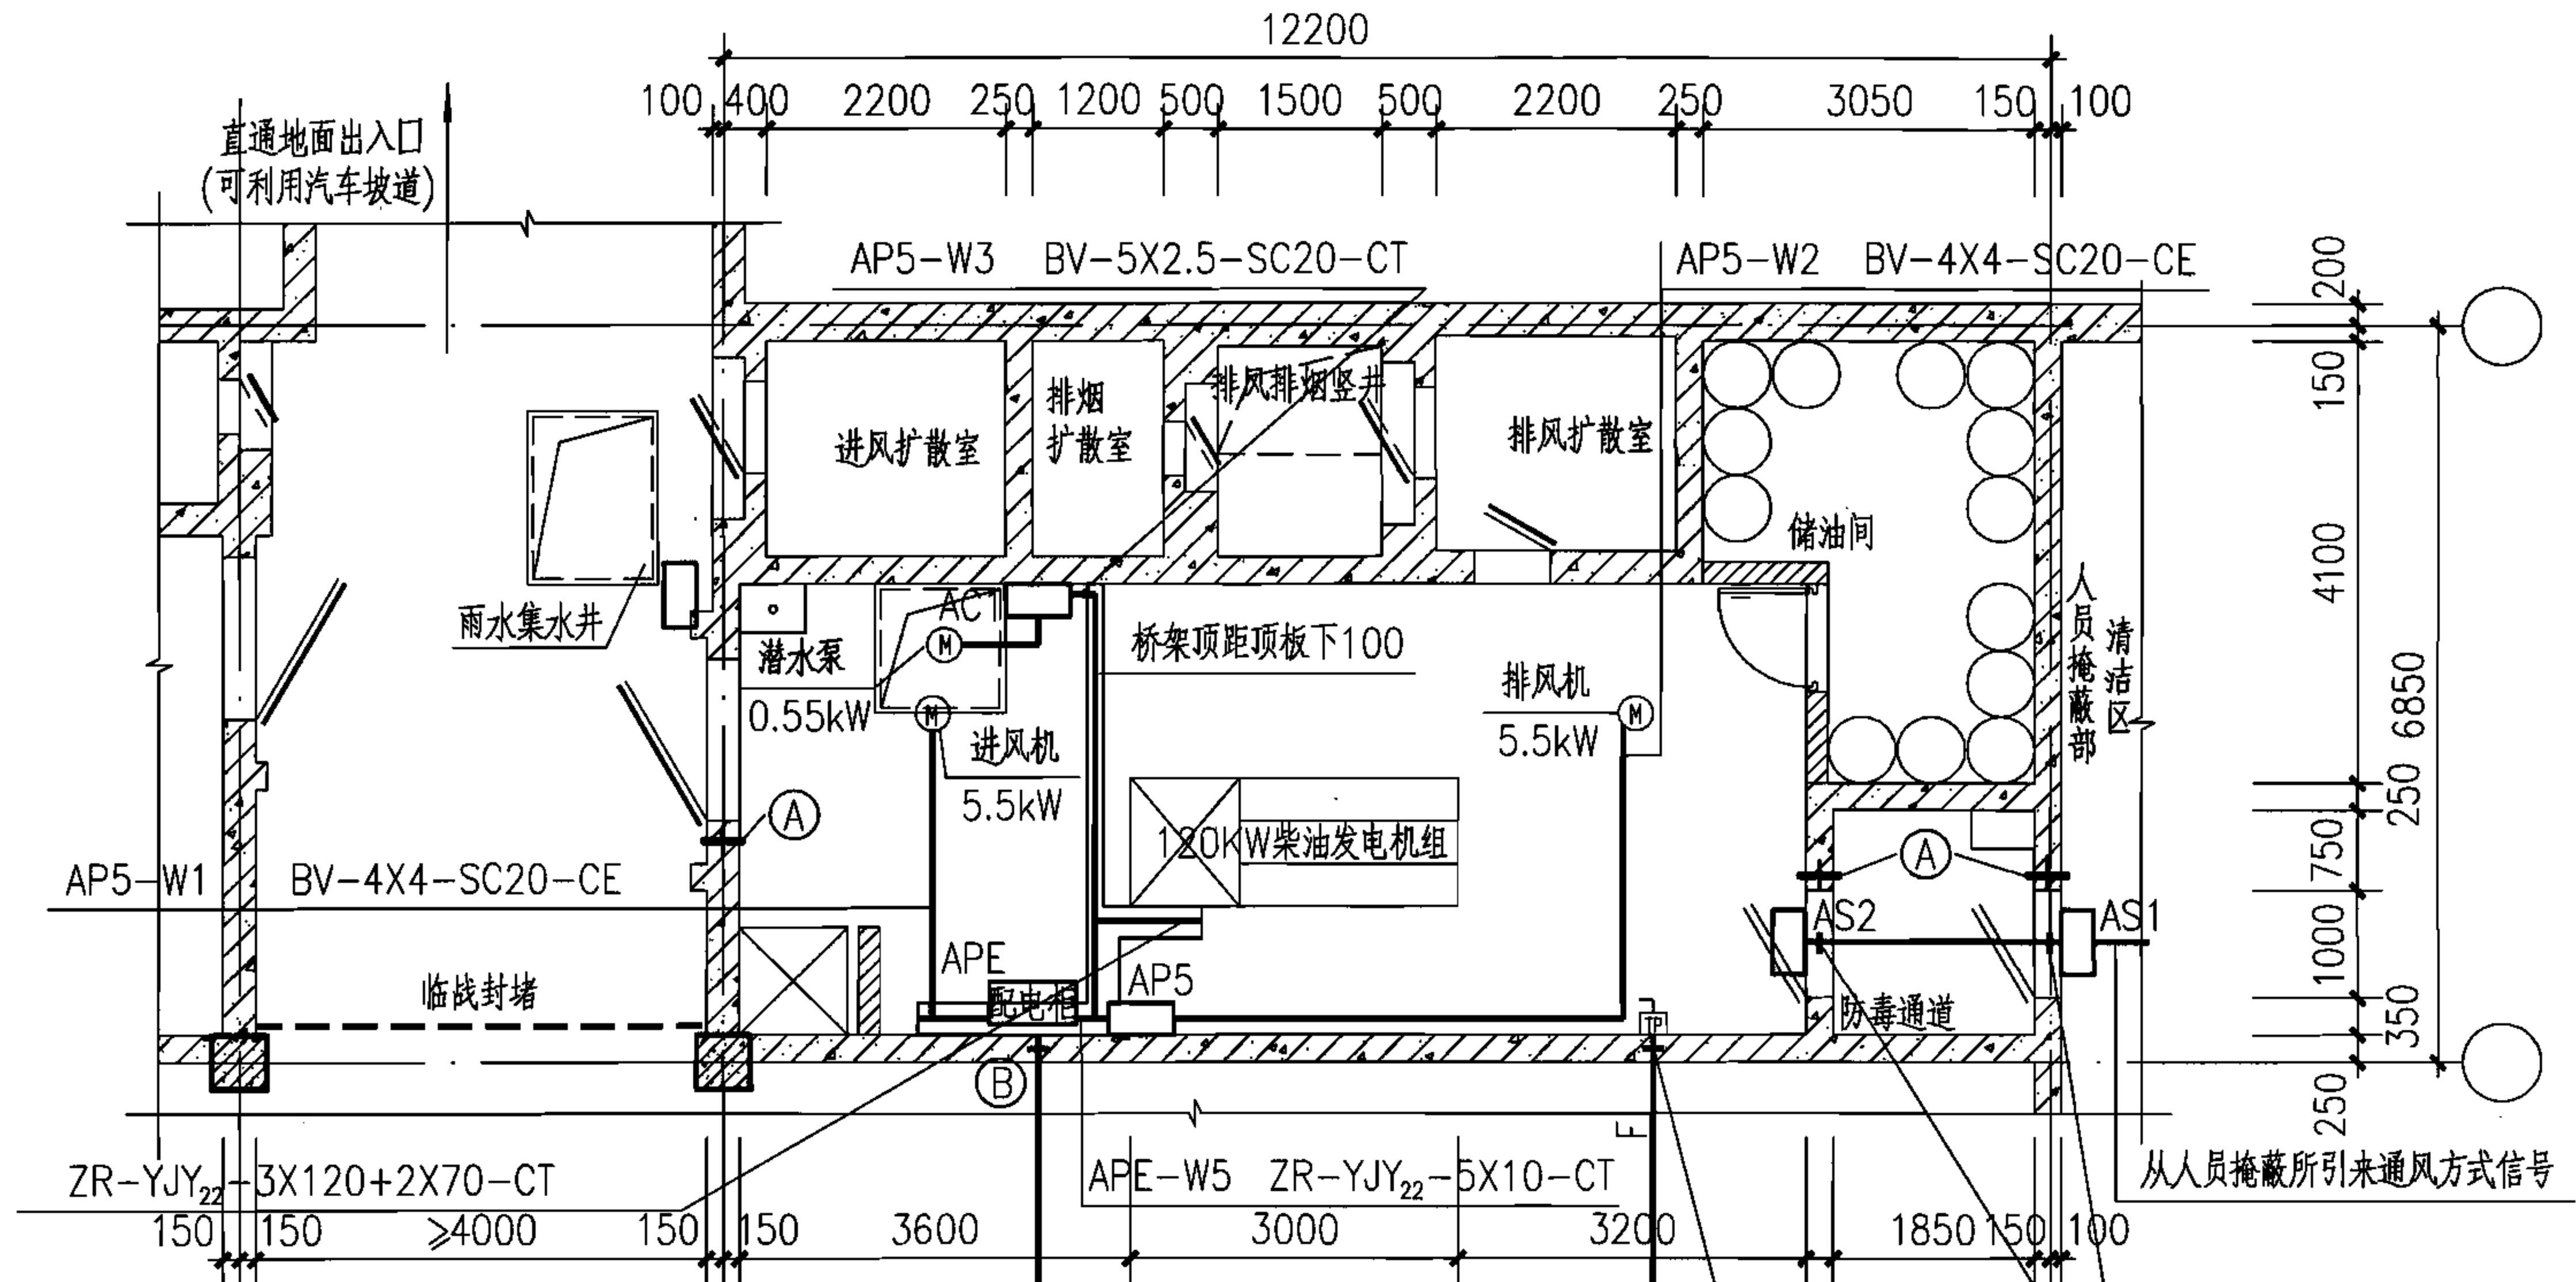 12200
100 400 2200 250 1200 500 1500 500 2200 250 3050 150 100
直通地面出入口
(可利用汽车坡道)
AP5-W3 BV-5X2.5-SC20-CT
AP5-W2 BV-4X4-SC20-CE
200
150
4100
6850
250
750
1000
350
250
进风扩散室
排烟
扩散室
排风排烟竖井
排风扩散室
储油间
雨水集水井
潜水泵
0.55kW
M
M
进风机
5.5kW
桥架顶距顶板下100
排风机
5.5kW
M
人员掩蔽部
清洁区
A
120KW柴油发电机组
A
AP5-W1 BV-4X4-SC20-CE
AS2
AS1
APE
配电柜
AP5
临战封堵
防毒通道
TP
B
F
ZR-YJY22-3X120+2X70-CT
APE-W5 ZR-YJY22-5X10-CT
从人员掩蔽所引来通风方式信号
150 150 ≥4000 150 150 3600 3000 3200 1850 150 100